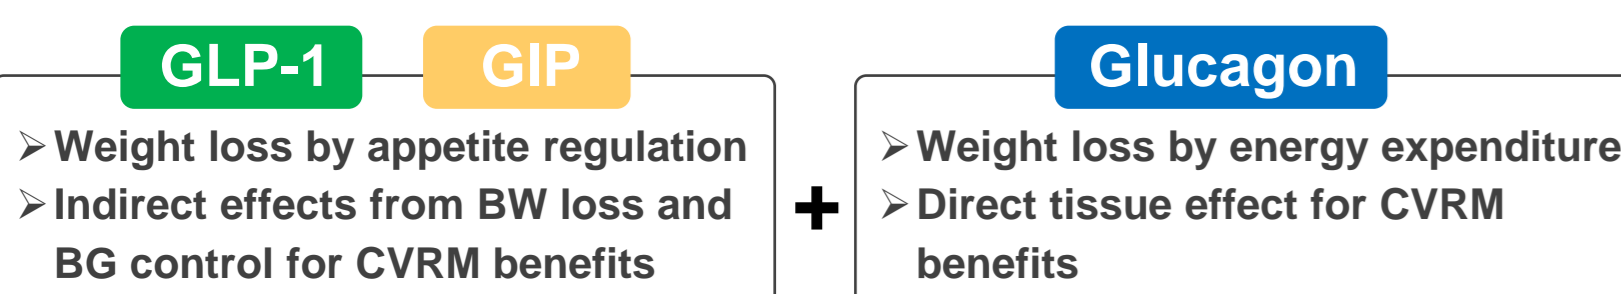 GLP-1 GIP
➢ Weight loss by appetite regulation
➢ Indirect effects from BW loss and
BG control for CVRM benefits
+
Glucagon
➢ Weight loss by energy expenditure
➢ Direct tissue effect for CVRM
benefits